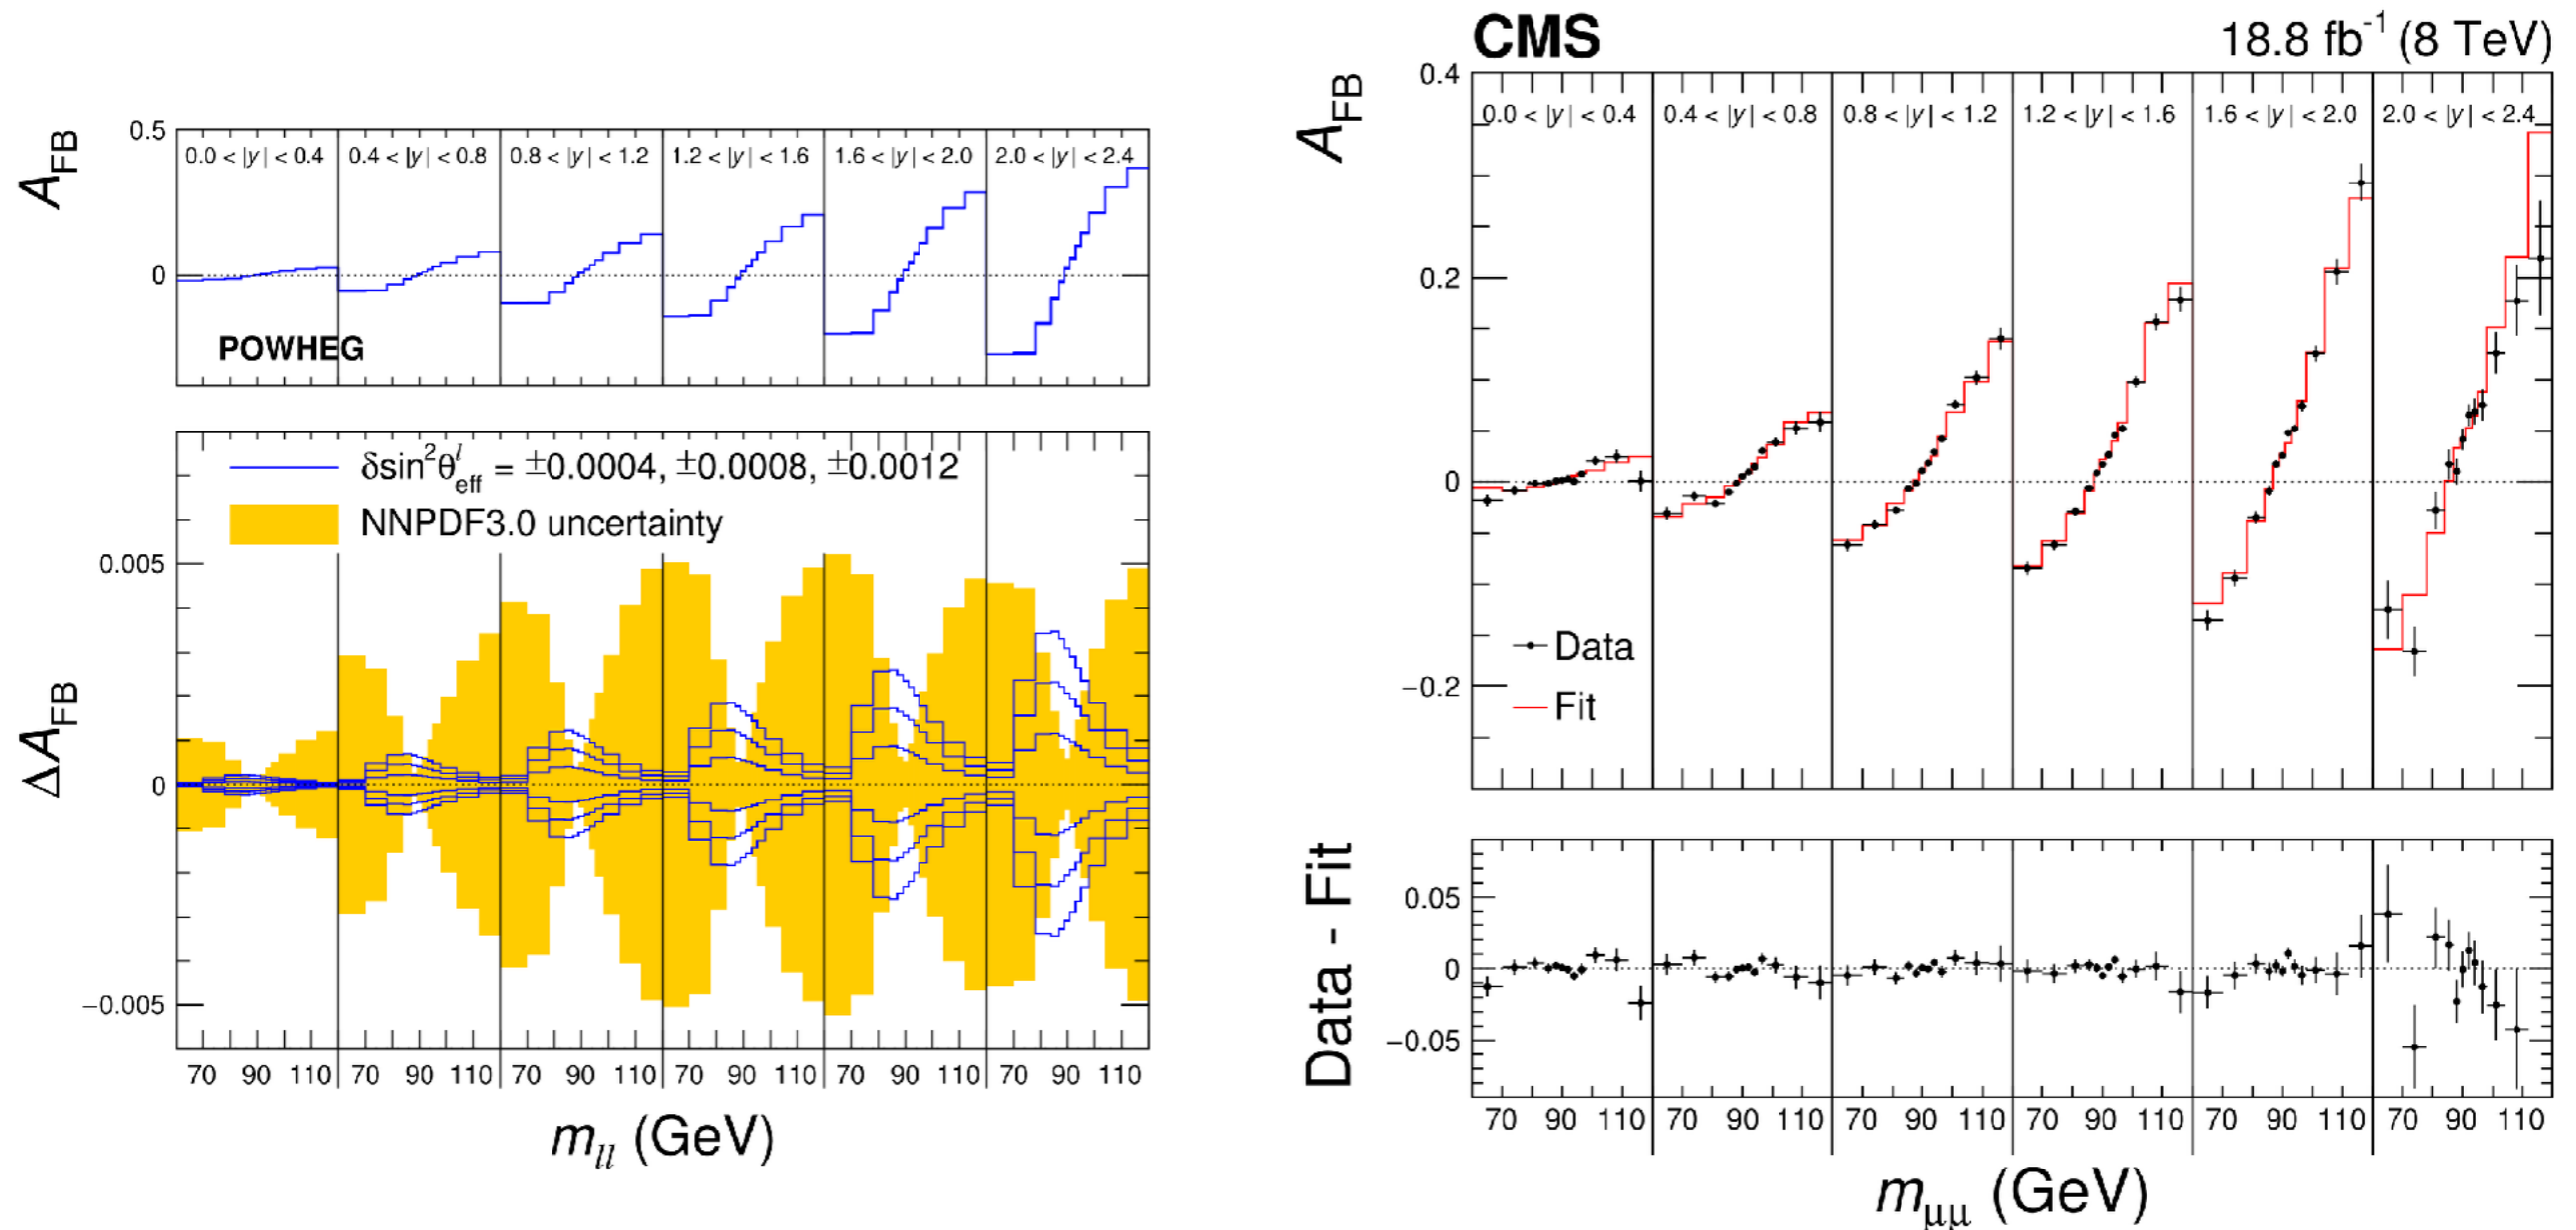 A_FB
0.5
0
0.0 < |y| < 0.4
0.4 < |y| < 0.8
0.8 < |y| < 1.2
1.2 < |y| < 1.6
1.6 < |y| < 2.0
2.0 < |y| < 2.4
POWHEG
δsin²θ^l_eff = ±0.0004, ±0.0008, ±0.0012
NNPDF3.0 uncertainty
ΔA_FB
0.005
0
−0.005
70 90 110 70 90 110 70 90 110 70 90 110 70 90 110 70 90 110
m_ll (GeV)
CMS
18.8 fb⁻¹ (8 TeV)
A_FB
0.4
0.2
0
−0.2
0.0 < |y| < 0.4
0.4 < |y| < 0.8
0.8 < |y| < 1.2
1.2 < |y| < 1.6
1.6 < |y| < 2.0
2.0 < |y| < 2.4
Data
Fit
Data - Fit
0.05
0
−0.05
70 90 110 70 90 110 70 90 110 70 90 110 70 90 110 70 90 110
m_μμ (GeV)